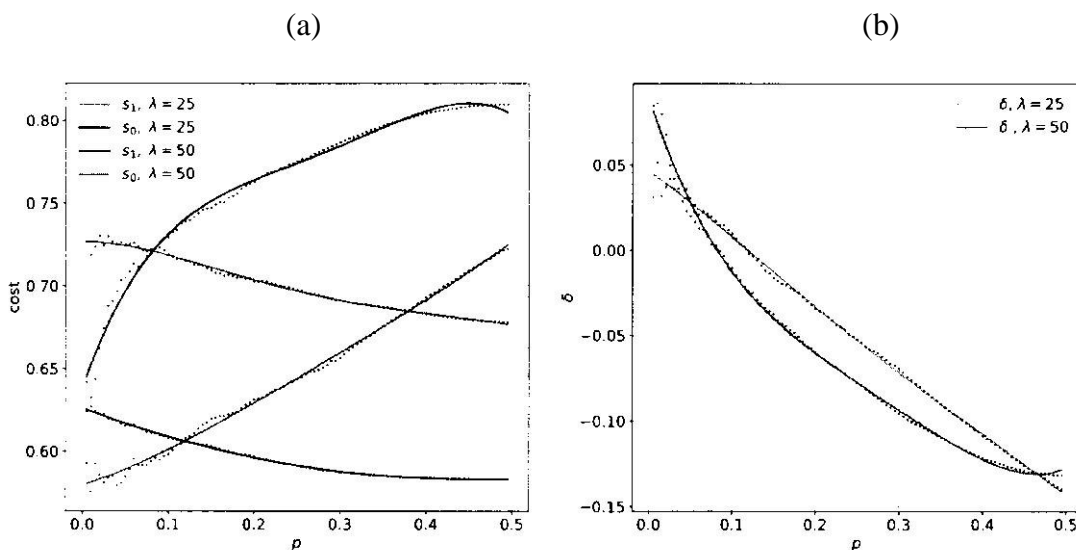 (a)
(b)
s₁, λ = 25
s₀, λ = 25
s₁, λ = 50
s₀, λ = 50
cost
0.80
0.75
0.70
0.65
0.60
0.0
0.1
0.2
0.3
0.4
0.5
p
δ, λ = 25
δ , λ = 50
δ
0.05
0.00
−0.05
−0.10
−0.15
0.0
0.1
0.2
0.3
0.4
0.5
p